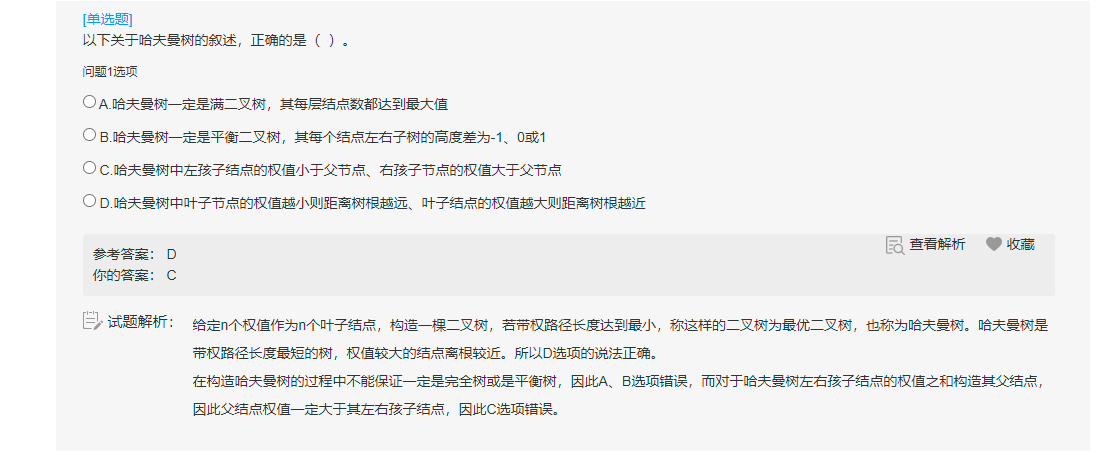 [单选题]
以下关于哈夫曼树的叙述，正确的是（ ）。
问题1选项
A.哈夫曼树一定是满二叉树，其每层结点数都达到最大值
B.哈夫曼树一定是平衡二叉树，其每个结点左右子树的高度差为-1、0或1
C.哈夫曼树中左孩子结点的权值小于父节点、右孩子节点的权值大于父节点
D.哈夫曼树中叶子节点的权值越小则距离树根越远、叶子结点的权值越大则距离树根越近
查看解析 收藏
参考答案： D
你的答案： C
试题解析： 给定n个权值作为n个叶子结点，构造一棵二叉树，若带权路径长度达到最小，称这样的二叉树为最优二叉树，也称为哈夫曼树。哈夫曼树是
带权路径长度最短的树，权值较大的结点离根较近。所以D选项的说法正确。
在构造哈夫曼树的过程中不能保证一定是完全树或是平衡树，因此A、B选项错误，而对于哈夫曼树左右孩子结点的权值之和构造其父结点，
因此父结点权值一定大于其左右孩子结点，因此C选项错误。